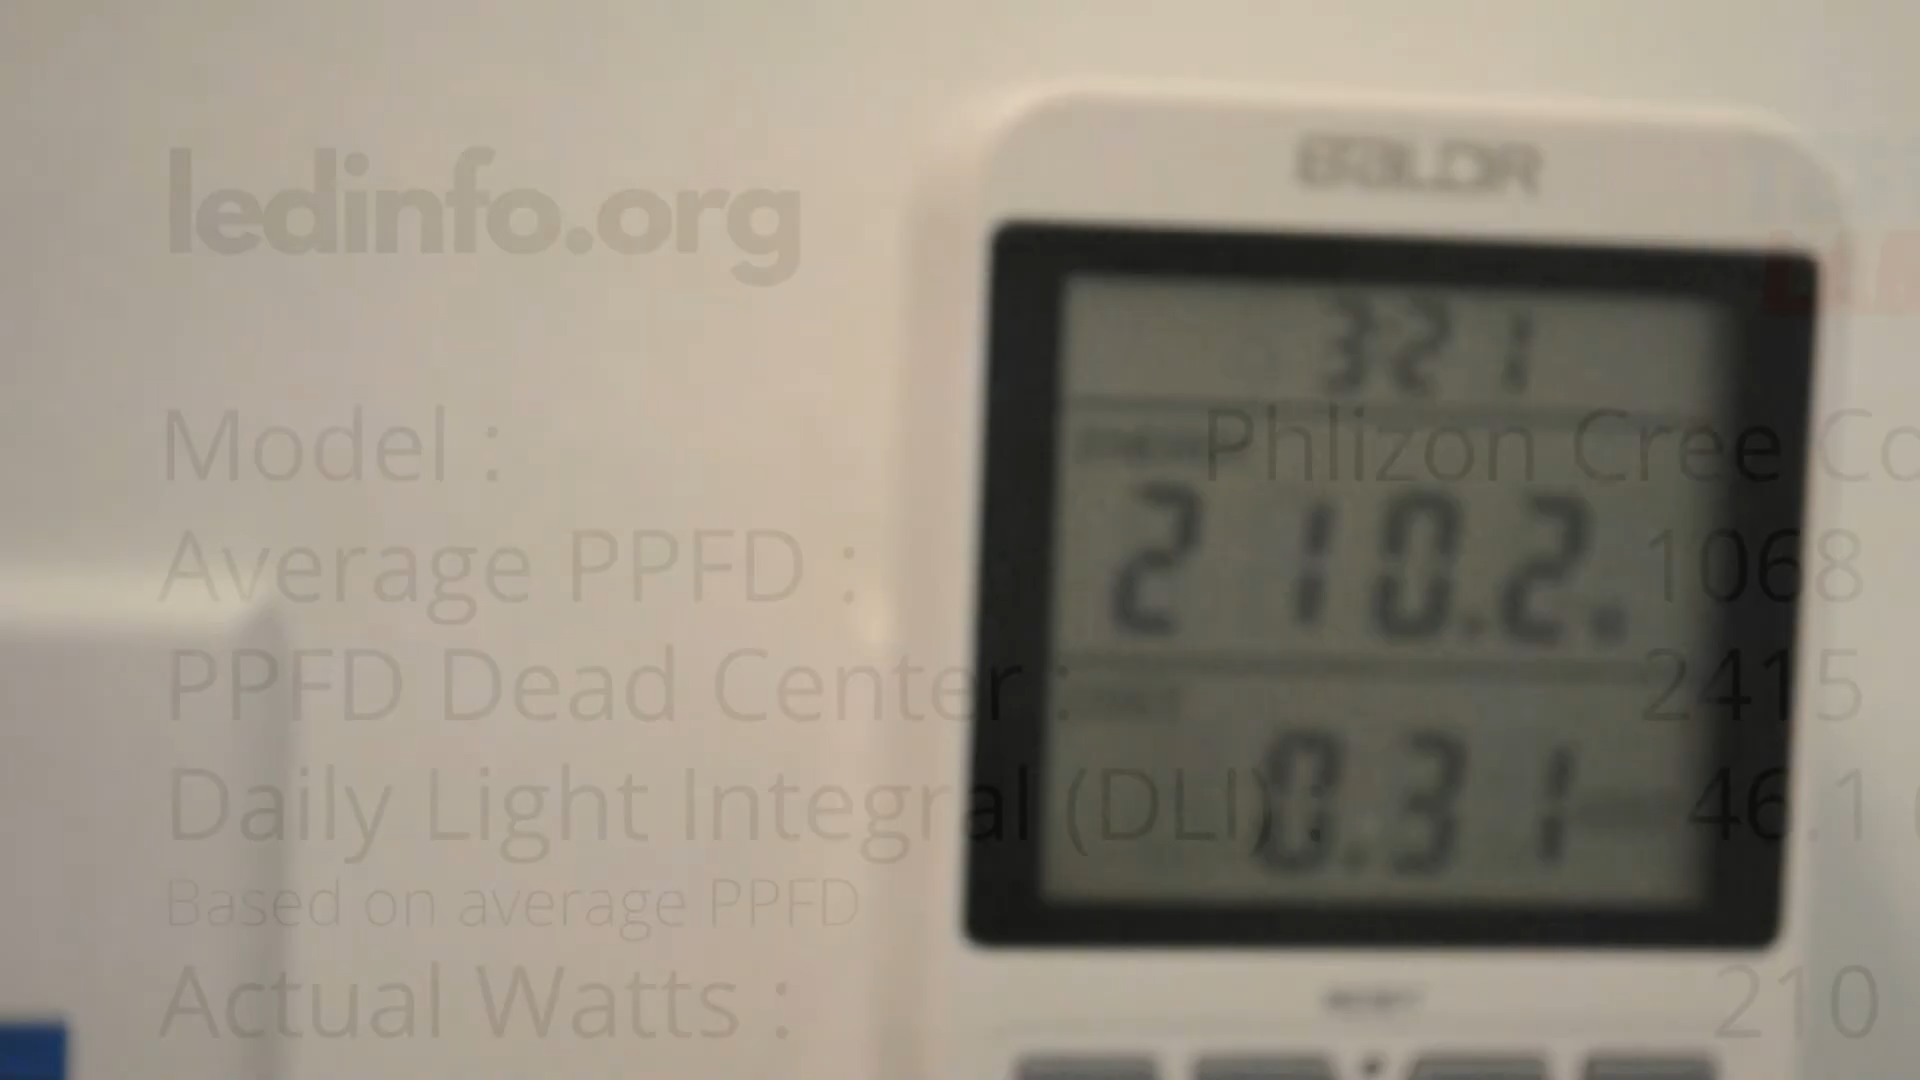 ledinfo.org
BALDR
321
210.2
0.31
Model : Phlizon Cree Co
Average PPFD : 1068
PPFD Dead Center : 2415
Daily Light Integral (DLI) : 46.1
Based on average PPFD
Actual Watts : 210